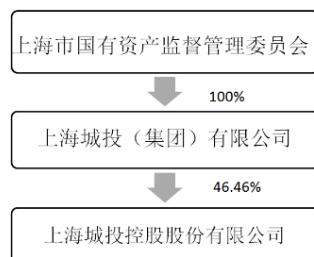 上海市国有资产监督管理委员会
100%
上海城投（集团）有限公司
46.46%
上海城投控股股份有限公司